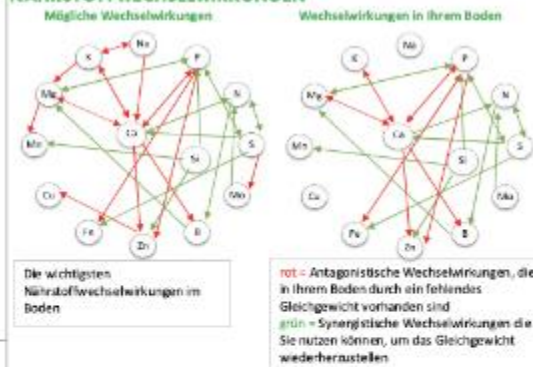 NÄHRSTOFFWECHSELWIRKUNGEN
Mögliche Wechselwirkungen
Na
K
P
Mg
N
Ca
Mn
S
Si
Cu
Mo
Fe
B
Zn
Die wichtigsten
Nährstoffwechselwirkungen im
Boden
Wechselwirkungen in Ihrem Boden
Na
K
P
Mg
N
Ca
Mn
S
Si
Cu
Mo
Fe
B
Zn
rot = Antagonistische Wechselwirkungen, die
in Ihrem Boden durch ein fehlendes
Gleichgewicht vorhanden sind
grün = Synergistische Wechselwirkungen die
Sie nutzen können, um das Gleichgewicht
wiederherzustellen